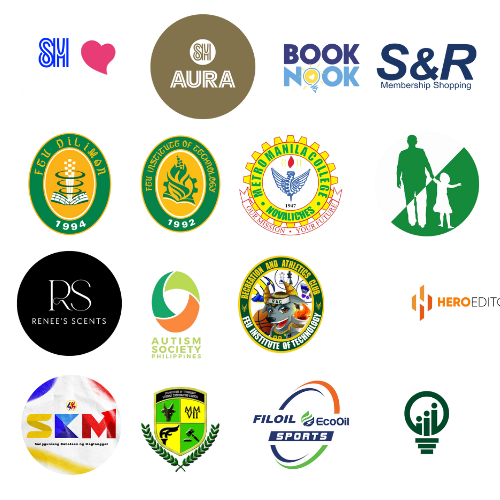 SM
SM
AURA
BOOK
NOOK
S&R
Membership Shopping
FEU DILIMAN
1994
FEU INSTITUTE OF TECHNOLOGY
1992
METRO MANILA COLLEGE
1947
NOVALICHES
OUR MISSION • YOUR FUTURE
RS
RENEE'S SCENTS
AUTISM
SOCIETY
PHILIPPINES
RECREATION AND ATHLETICS CLUB
FEU INSTITUTE OF TECHNOLOGY
HEROEDITO
SKM
FILOIL EcoOil
SPORTS